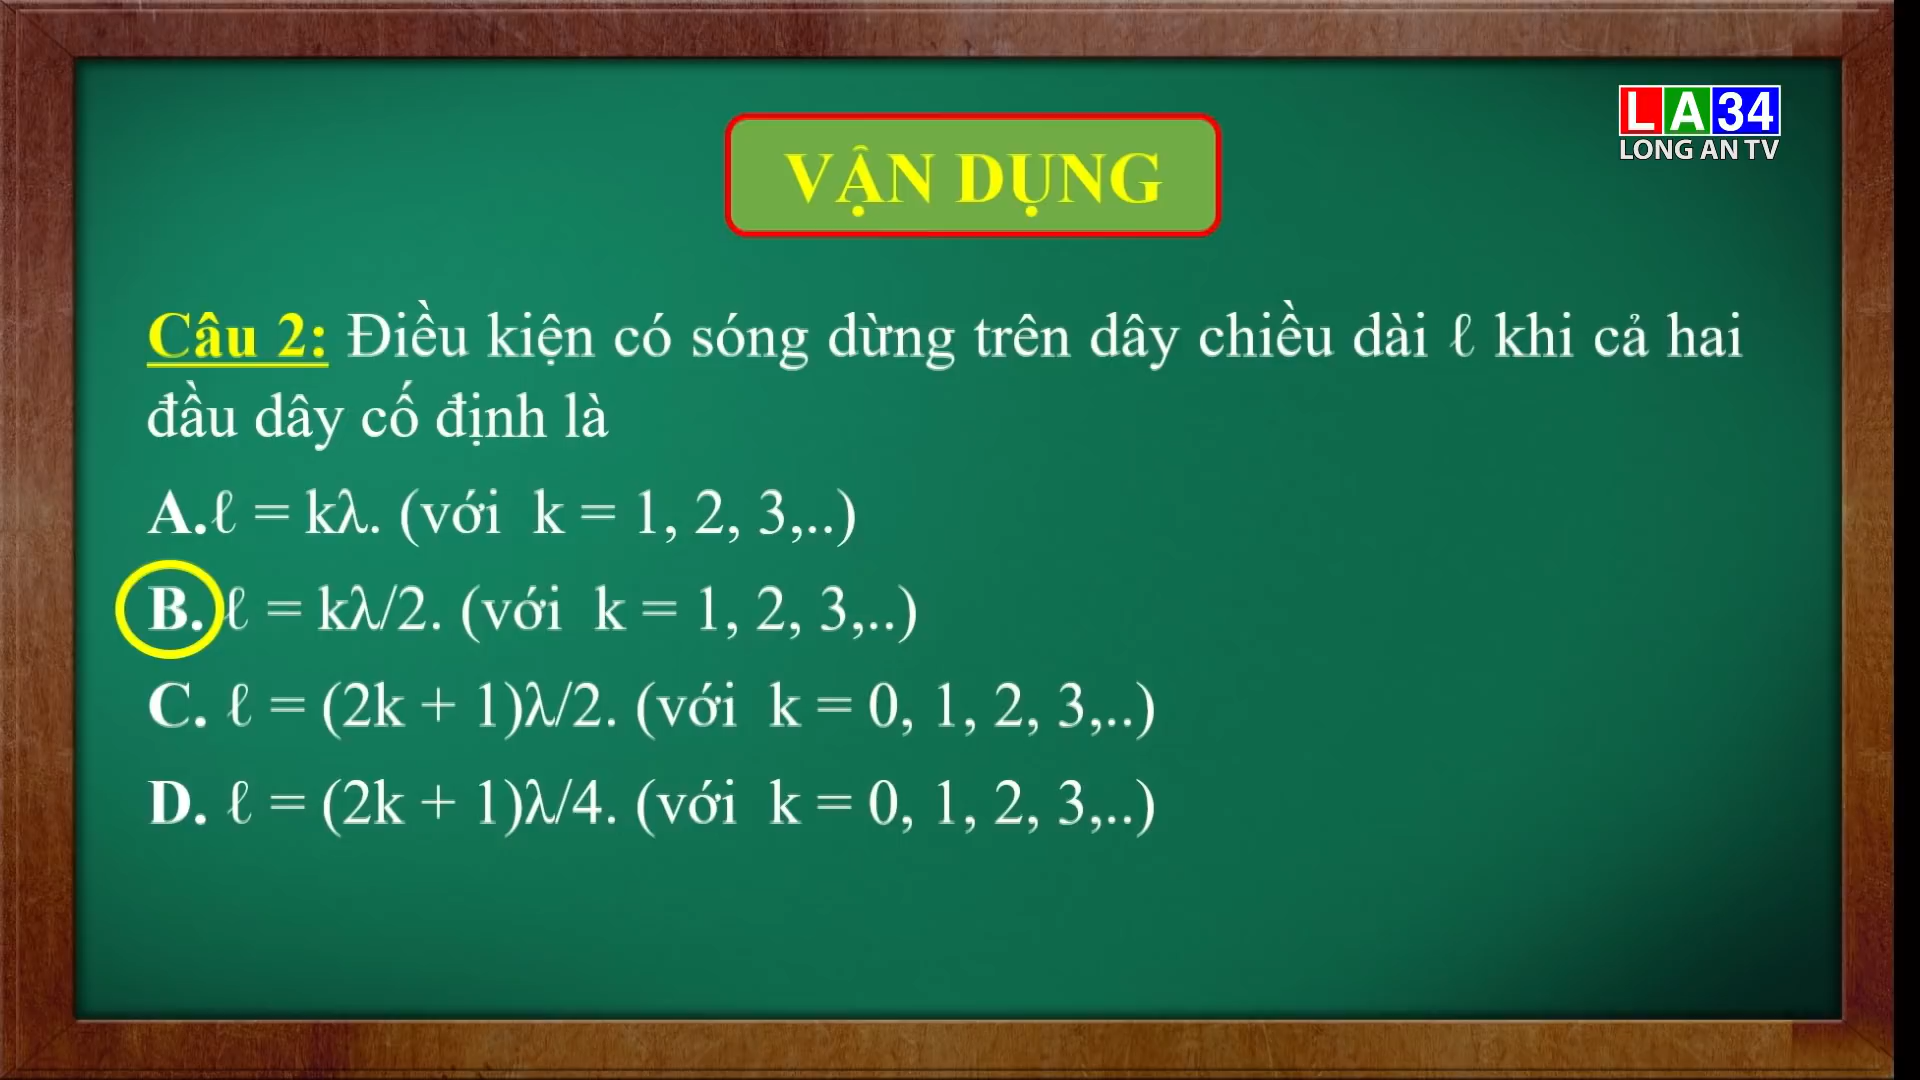 LA34
LONG AN TV
VẬN DỤNG
Câu 2: Điều kiện có sóng dừng trên dây chiều dài ℓ khi cả hai
đầu dây cố định là
A.ℓ = kλ. (với k = 1, 2, 3,..)
B. ℓ = kλ/2. (với k = 1, 2, 3,..)
C. ℓ = (2k + 1)λ/2. (với k = 0, 1, 2, 3,..)
D. ℓ = (2k + 1)λ/4. (với k = 0, 1, 2, 3,..)